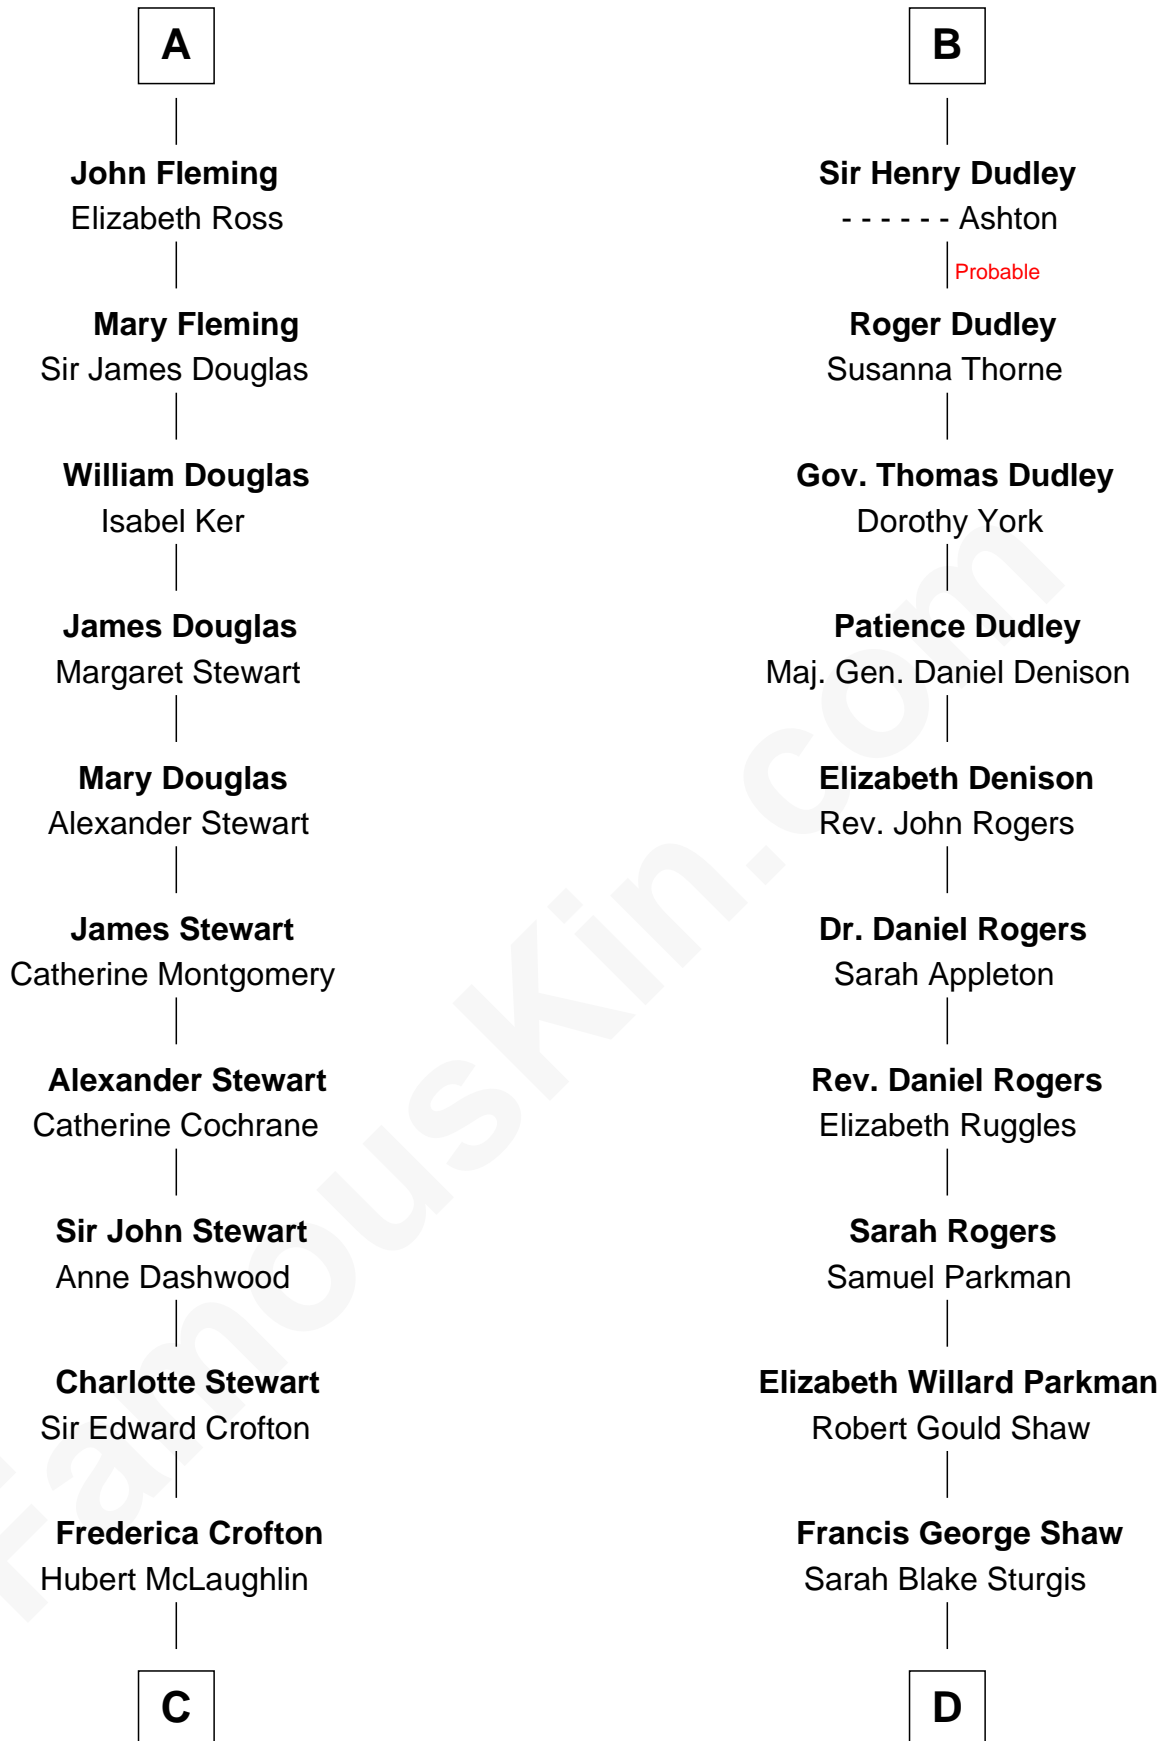 A
John Fleming
Elizabeth Ross
Mary Fleming
Sir James Douglas
William Douglas
Isabel Ker
James Douglas
Margaret Stewart
Mary Douglas
Alexander Stewart
James Stewart
Catherine Montgomery
Alexander Stewart
Catherine Cochrane
Sir John Stewart
Anne Dashwood
Charlotte Stewart
Sir Edward Crofton
Frederica Crofton
Hubert McLaughlin
C
B
Sir Henry Dudley
- - - - - - Ashton
Probable
Roger Dudley
Susanna Thorne
Gov. Thomas Dudley
Dorothy York
Patience Dudley
Maj. Gen. Daniel Denison
Elizabeth Denison
Rev. John Rogers
Dr. Daniel Rogers
Sarah Appleton
Rev. Daniel Rogers
Elizabeth Ruggles
Sarah Rogers
Samuel Parkman
Elizabeth Willard Parkman
Robert Gould Shaw
Francis George Shaw
Sarah Blake Sturgis
D
FamousKin.com